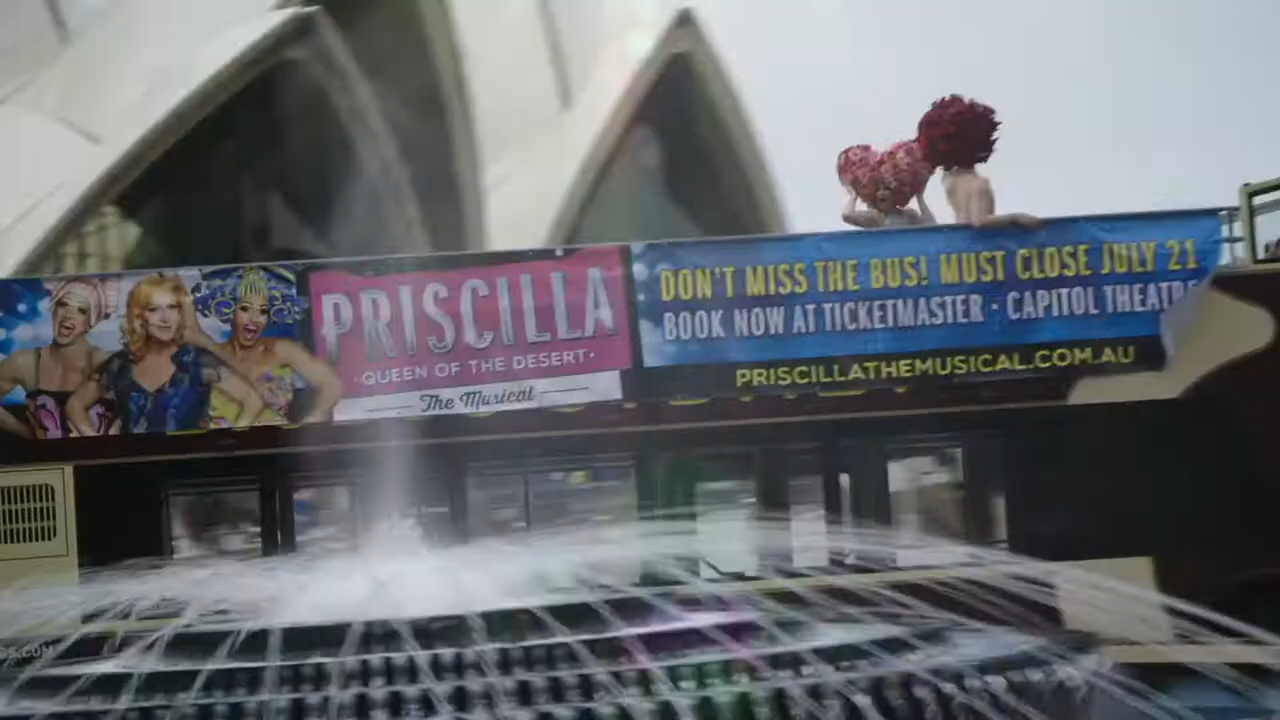 PRISCILLA
·QUEEN OF THE DESERT·
The Musical
DON'T MISS THE BUS! MUST CLOSE JULY 21
BOOK NOW AT TICKETMASTER · CAPITOL THEATRE
PRISCILLATHEMUSICAL.COM.AU